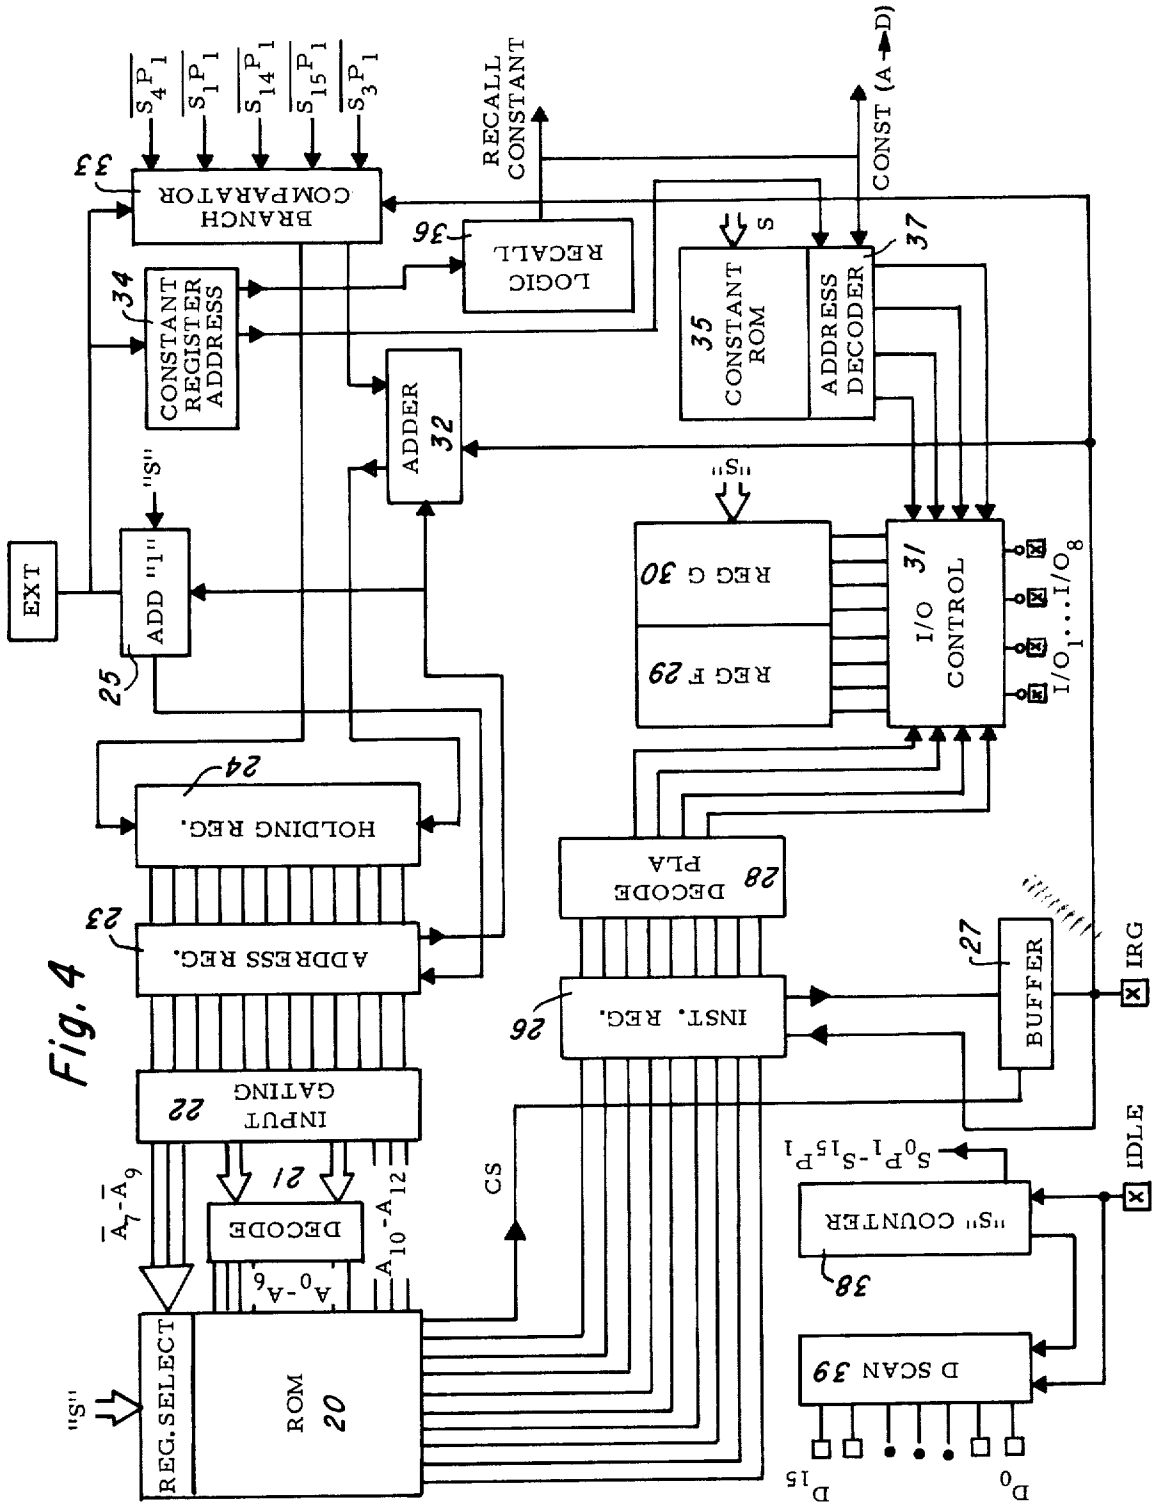 Fig. 4
"S"
REG. SELECT
ROM
20
A̅7-A̅9
DECODE
21
A0-A6
A10-A12
INPUT
GATING
22
ADDRESS REG.
23
HOLDING REG.
24
EXT
ADD "1"
25
"S"
CONSTANT
REGISTER
ADDRESS
34
BRANCH
COMPARATOR
33
S4P1
S1P1
S14P1
S15P1
S3P1
ADDER
32
LOGIC
RECALL
36
RECALL
CONSTANT
CONST (A→D)
CONSTANT
ROM
35
S
ADDRESS
DECODER
37
REG G 30
REG F 29
"S"
I/O
CONTROL
31
I/O1...I/O8
DECODE
PLA
28
INST. REG.
26
CS
BUFFER
27
X IRG
X IDLE
"S" COUNTER
38
S0P1-S15P1
D SCAN 39
D15
D0